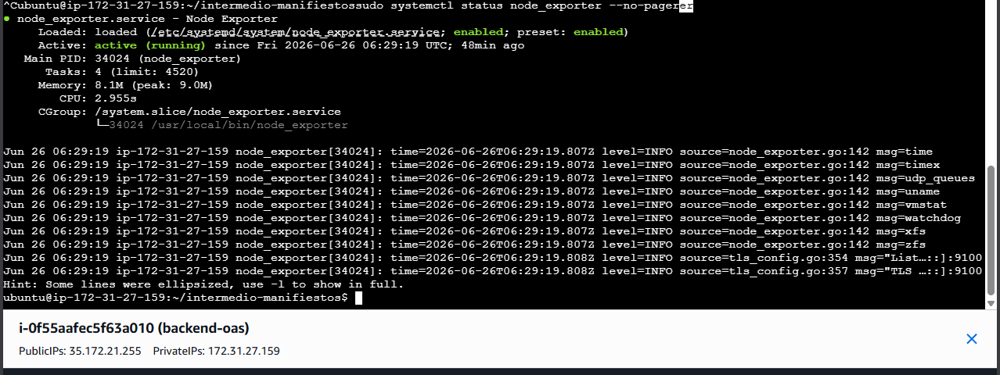 ^Cubuntu@ip-172-31-27-159:~/intermedio-manifiestossudo systemctl status node_exporter --no-pagerer
● node_exporter.service - Node Exporter
Loaded: loaded (/etc/systemd/system/node_exporter.service; enabled; preset: enabled)
Active: active (running) since Fri 2026-06-26 06:29:19 UTC; 48min ago
Main PID: 34024 (node_exporter)
Tasks: 4 (limit: 4520)
Memory: 8.1M (peak: 9.0M)
CPU: 2.955s
CGroup: /system.slice/node_exporter.service
└─34024 /usr/local/bin/node_exporter
Jun 26 06:29:19 ip-172-31-27-159 node_exporter[34024]: time=2026-06-26T06:29:19.807Z level=INFO source=node_exporter.go:142 msg=time
Jun 26 06:29:19 ip-172-31-27-159 node_exporter[34024]: time=2026-06-26T06:29:19.807Z level=INFO source=node_exporter.go:142 msg=timex
Jun 26 06:29:19 ip-172-31-27-159 node_exporter[34024]: time=2026-06-26T06:29:19.807Z level=INFO source=node_exporter.go:142 msg=udp_queues
Jun 26 06:29:19 ip-172-31-27-159 node_exporter[34024]: time=2026-06-26T06:29:19.807Z level=INFO source=node_exporter.go:142 msg=uname
Jun 26 06:29:19 ip-172-31-27-159 node_exporter[34024]: time=2026-06-26T06:29:19.807Z level=INFO source=node_exporter.go:142 msg=vmstat
Jun 26 06:29:19 ip-172-31-27-159 node_exporter[34024]: time=2026-06-26T06:29:19.807Z level=INFO source=node_exporter.go:142 msg=watchdog
Jun 26 06:29:19 ip-172-31-27-159 node_exporter[34024]: time=2026-06-26T06:29:19.807Z level=INFO source=node_exporter.go:142 msg=xfs
Jun 26 06:29:19 ip-172-31-27-159 node_exporter[34024]: time=2026-06-26T06:29:19.807Z level=INFO source=node_exporter.go:142 msg=zfs
Jun 26 06:29:19 ip-172-31-27-159 node_exporter[34024]: time=2026-06-26T06:29:19.808Z level=INFO source=tls_config.go:354 msg="List…::]:9100
Jun 26 06:29:19 ip-172-31-27-159 node_exporter[34024]: time=2026-06-26T06:29:19.808Z level=INFO source=tls_config.go:357 msg="TLS …::]:9100
Hint: Some lines were ellipsized, use -l to show in full.
ubuntu@ip-172-31-27-159:~/intermedio-manifiestos$
i-0f55aafec5f63a010 (backend-oas)
PublicIPs: 35.172.21.255 PrivateIPs: 172.31.27.159